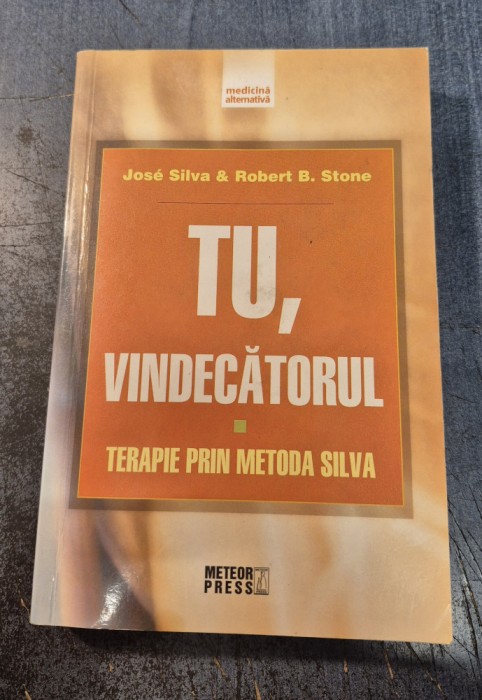 medicină
alternativă
José Silva & Robert B. Stone
TU,
VINDECĂTORUL
TERAPIE PRIN METODA SILVA
METEOR
PRESS